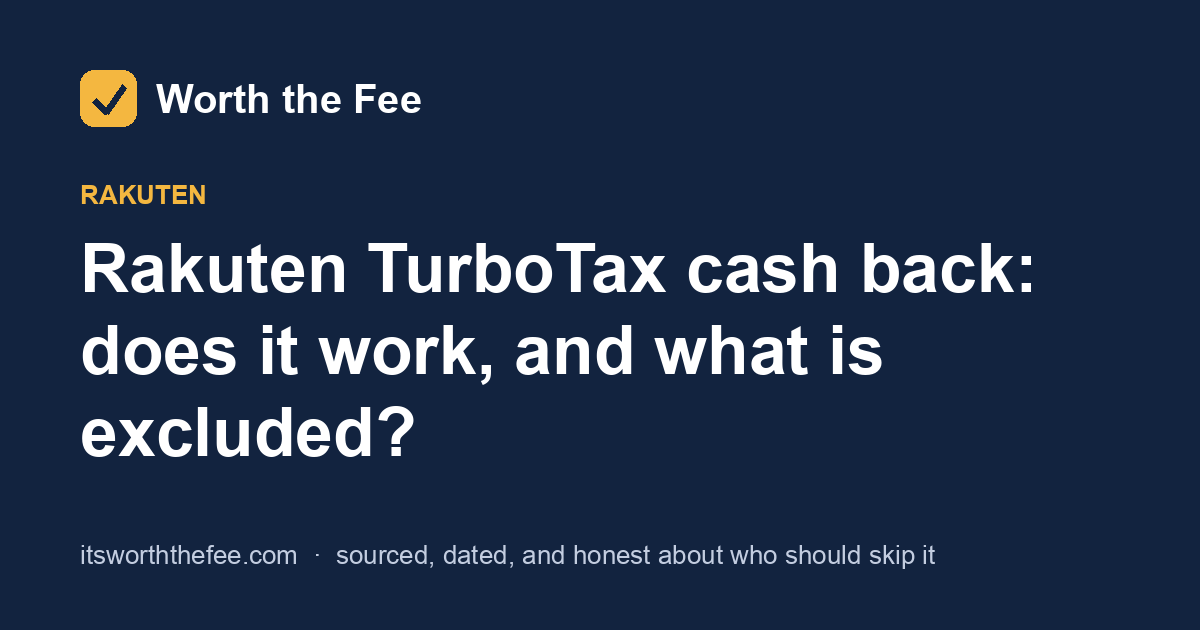 Worth the Fee
RAKUTEN
Rakuten TurboTax cash back:
does it work, and what is
excluded?
itsworththefee.com · sourced, dated, and honest about who should skip it